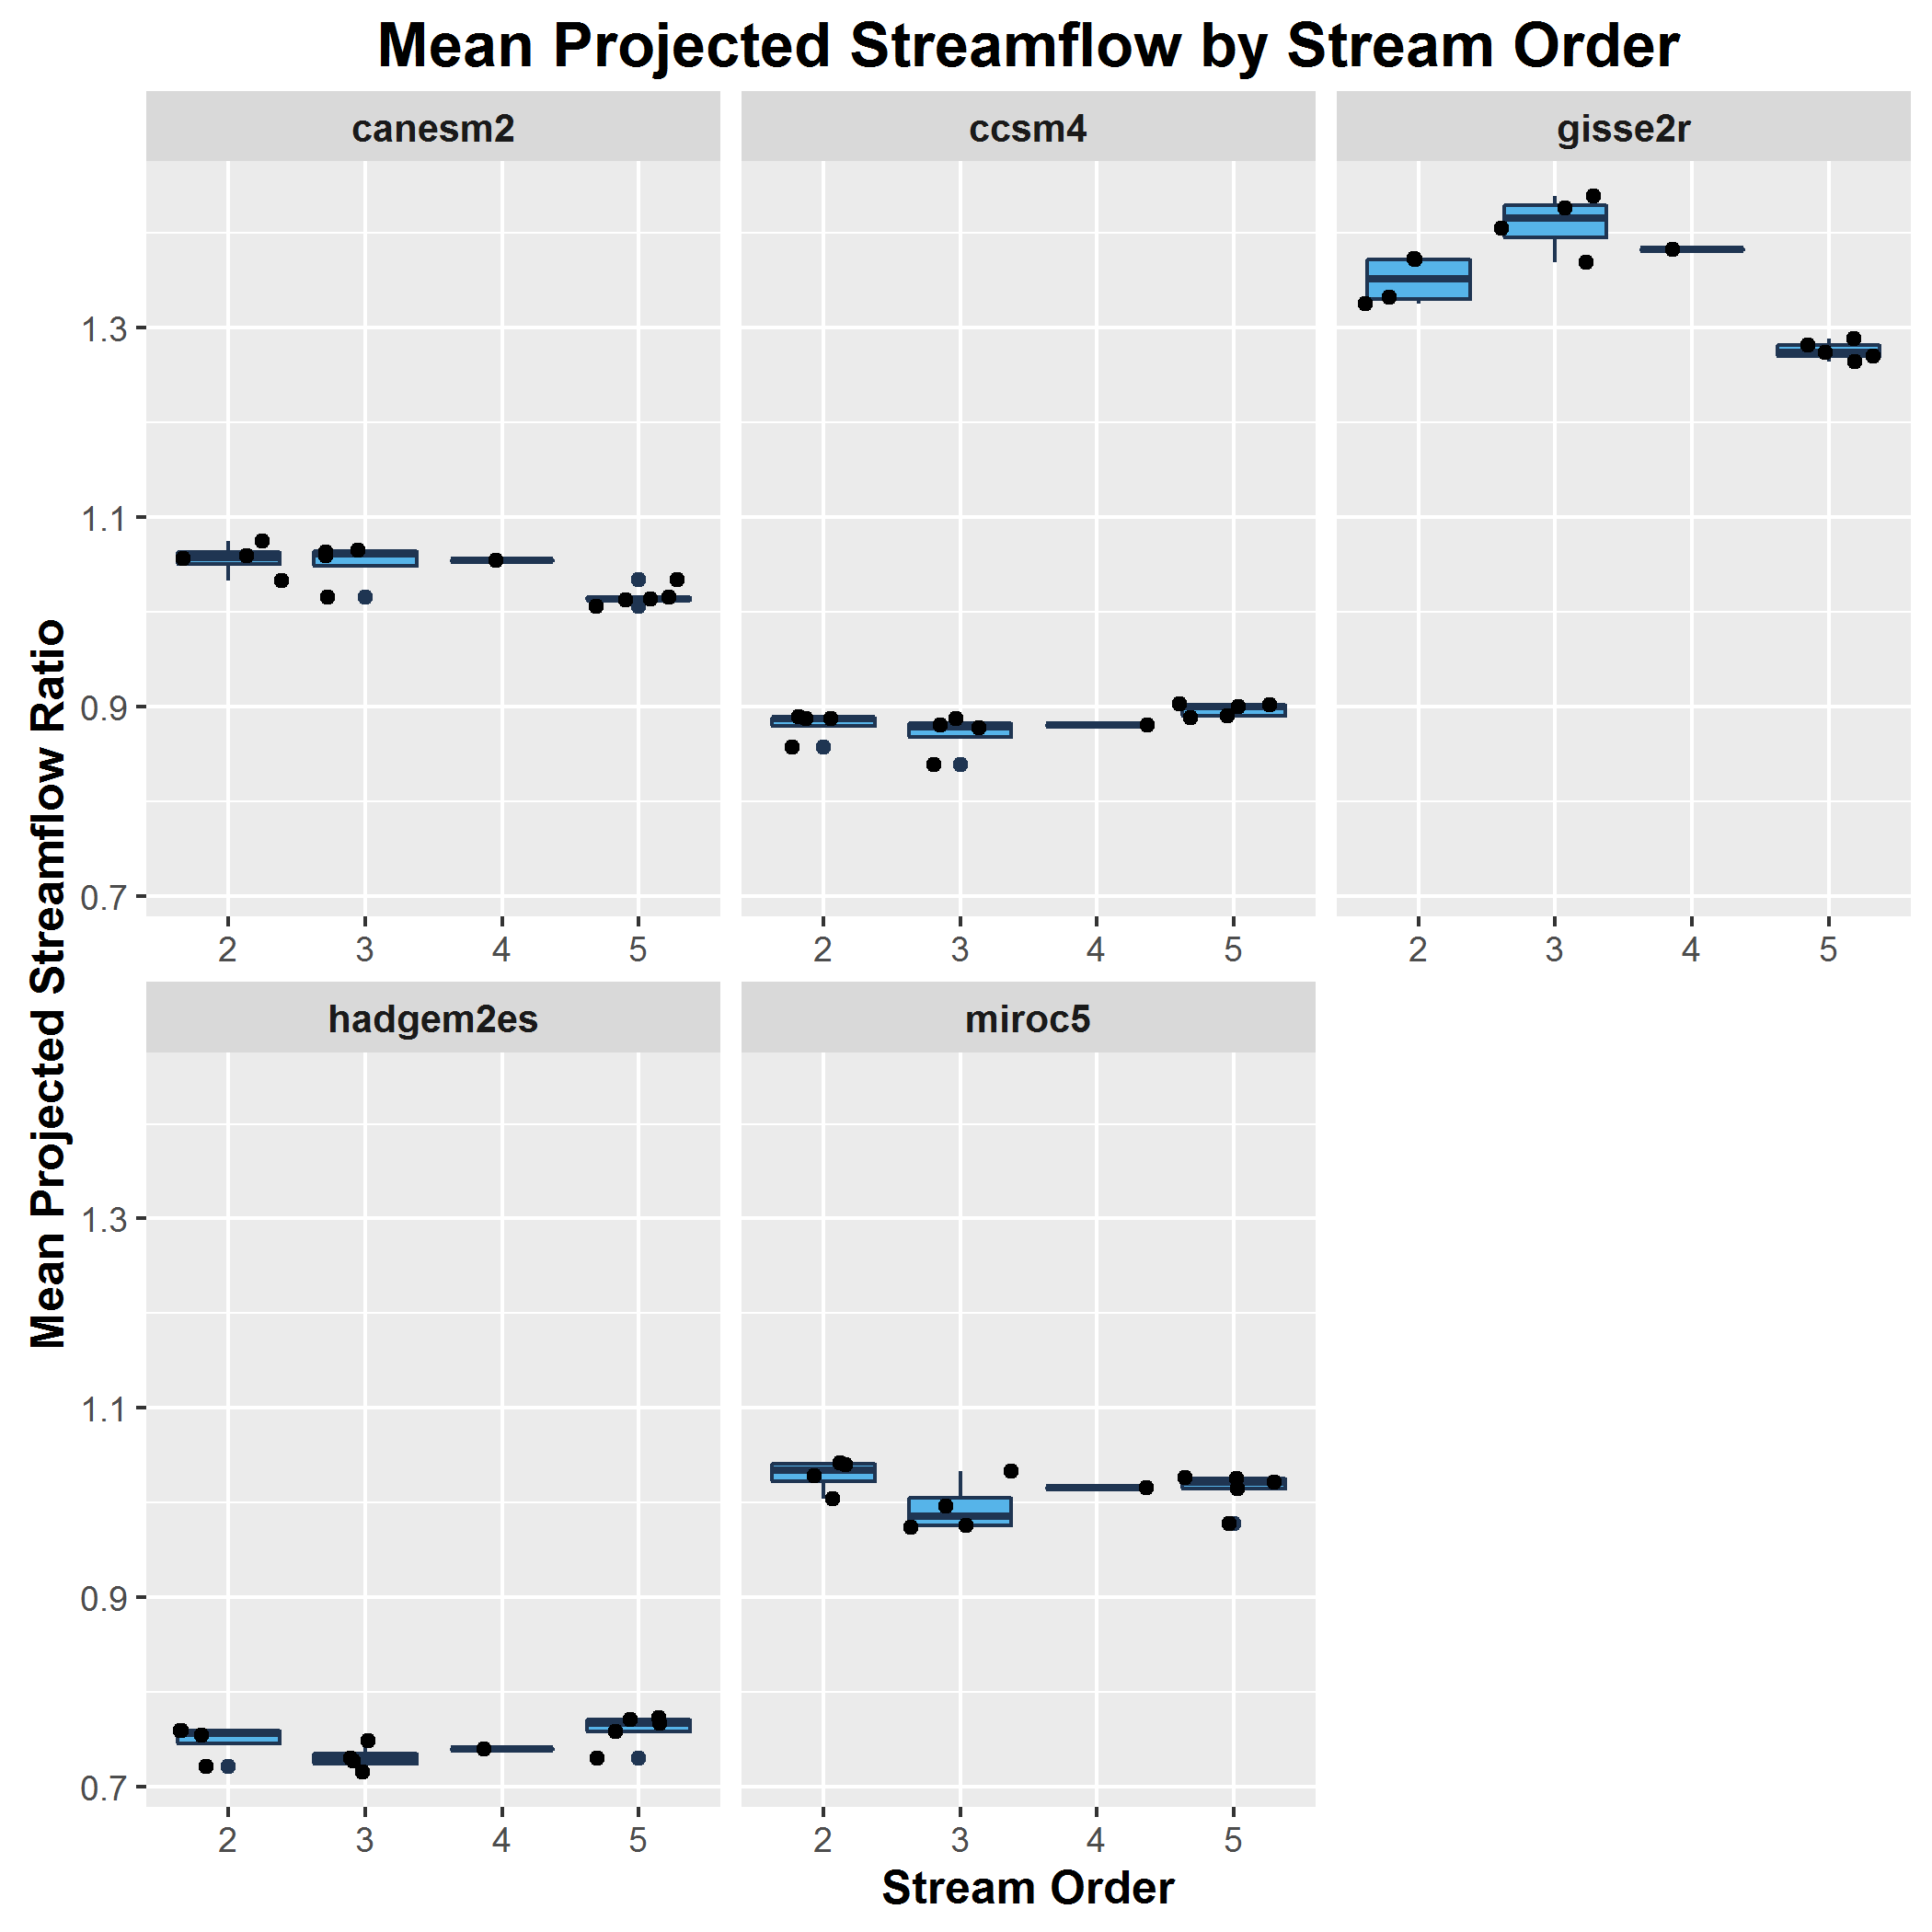 Mean Projected Streamflow by Stream Order
canesm2
ccsm4
gisse2r
1.3
1.1
0.9
0.7
2 3 4 5
2 3 4 5
2 3 4 5
Mean Projected Streamflow Ratio
hadgem2es
miroc5
1.3
1.1
0.9
0.7
2 3 4 5
2 3 4 5
Stream Order